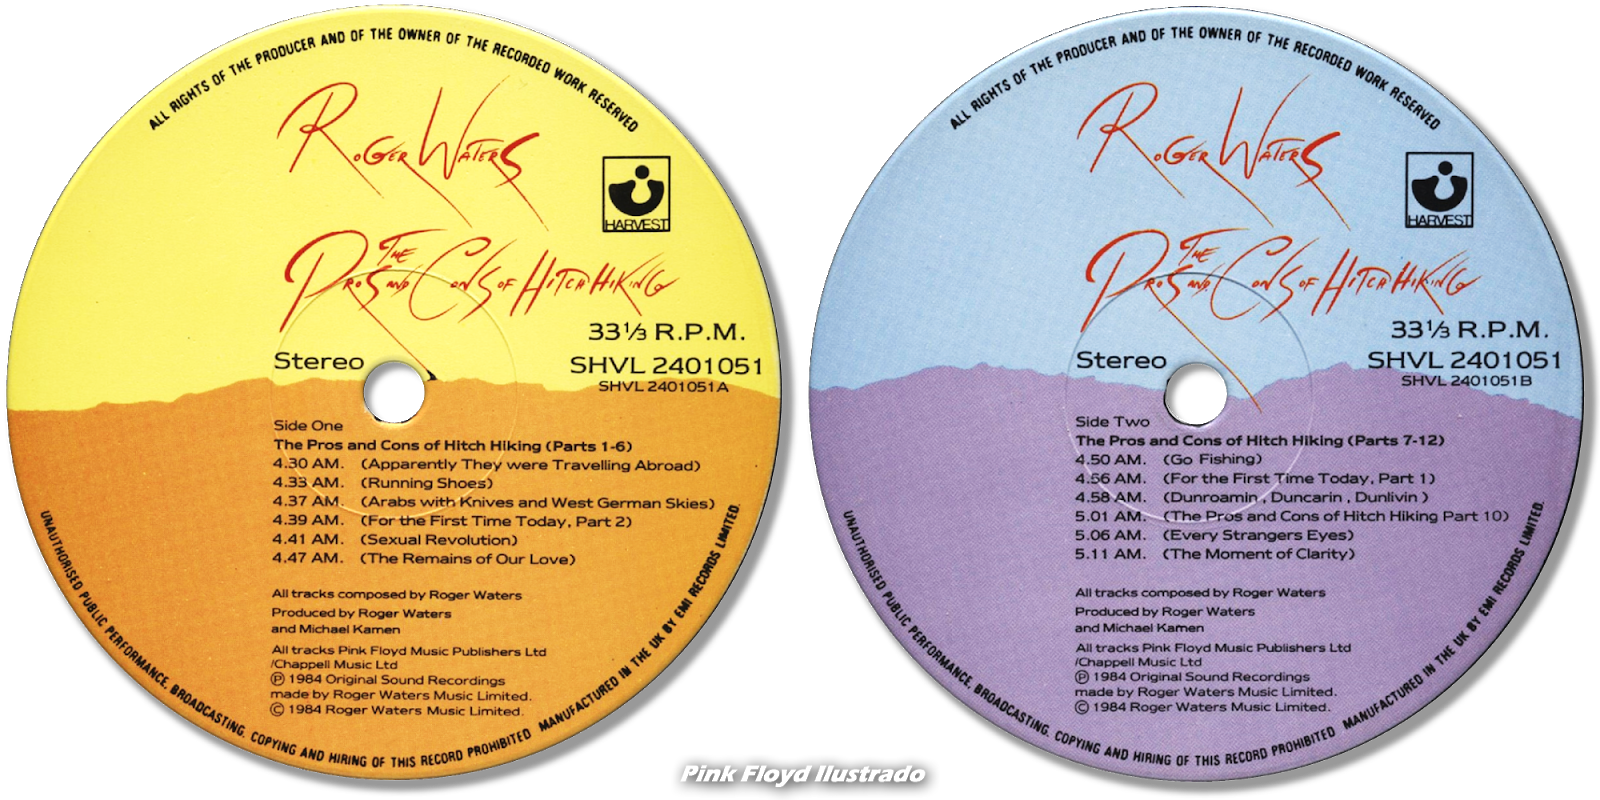 ALL RIGHTS OF THE PRODUCER AND OF THE OWNER OF THE RECORDED WORK RESERVED
ROGER WATERS
HARVEST
THE
PROS AND CONS OF HITCH HIKING
33⅓ R.P.M.
Stereo
SHVL 2401051
SHVL 2401051A
Side One
The Pros and Cons of Hitch Hiking (Parts 1-6)
4.30 AM. (Apparently They were Travelling Abroad)
4.33 AM. (Running Shoes)
4.37 AM. (Arabs with Knives and West German Skies)
4.39 AM. (For the First Time Today, Part 2)
4.41 AM. (Sexual Revolution)
4.47 AM. (The Remains of Our Love)
All tracks composed by Roger Waters
Produced by Roger Waters
and Michael Kamen
All tracks Pink Floyd Music Publishers Ltd
/Chappell Music Ltd
Ⓟ 1984 Original Sound Recordings
made by Roger Waters Music Limited.
© 1984 Roger Waters Music Limited.
UNAUTHORISED PUBLIC PERFORMANCE, BROADCASTING, COPYING AND HIRING OF THIS RECORD PROHIBITED MANUFACTURED IN THE UK BY EMI RECORDS LIMITED.
ALL RIGHTS OF THE PRODUCER AND OF THE OWNER OF THE RECORDED WORK RESERVED
ROGER WATERS
HARVEST
THE
PROS AND CONS OF HITCH HIKING
33⅓ R.P.M.
Stereo
SHVL 2401051
SHVL 2401051B
Side Two
The Pros and Cons of Hitch Hiking (Parts 7-12)
4.50 AM. (Go Fishing)
4.56 AM. (For the First Time Today, Part 1)
4.58 AM. (Dunroamin , Duncarin , Dunlivin )
5.01 AM. (The Pros and Cons of Hitch Hiking Part 10)
5.06 AM. (Every Strangers Eyes)
5.11 AM. (The Moment of Clarity)
All tracks composed by Roger Waters
Produced by Roger Waters
and Michael Kamen
All tracks Pink Floyd Music Publishers Ltd
/Chappell Music Ltd
Ⓟ 1984 Original Sound Recordings
made by Roger Waters Music Limited.
© 1984 Roger Waters Music Limited.
UNAUTHORISED PUBLIC PERFORMANCE, BROADCASTING, COPYING AND HIRING OF THIS RECORD PROHIBITED MANUFACTURED IN THE UK BY EMI RECORDS LIMITED.
Pink Floyd Ilustrado